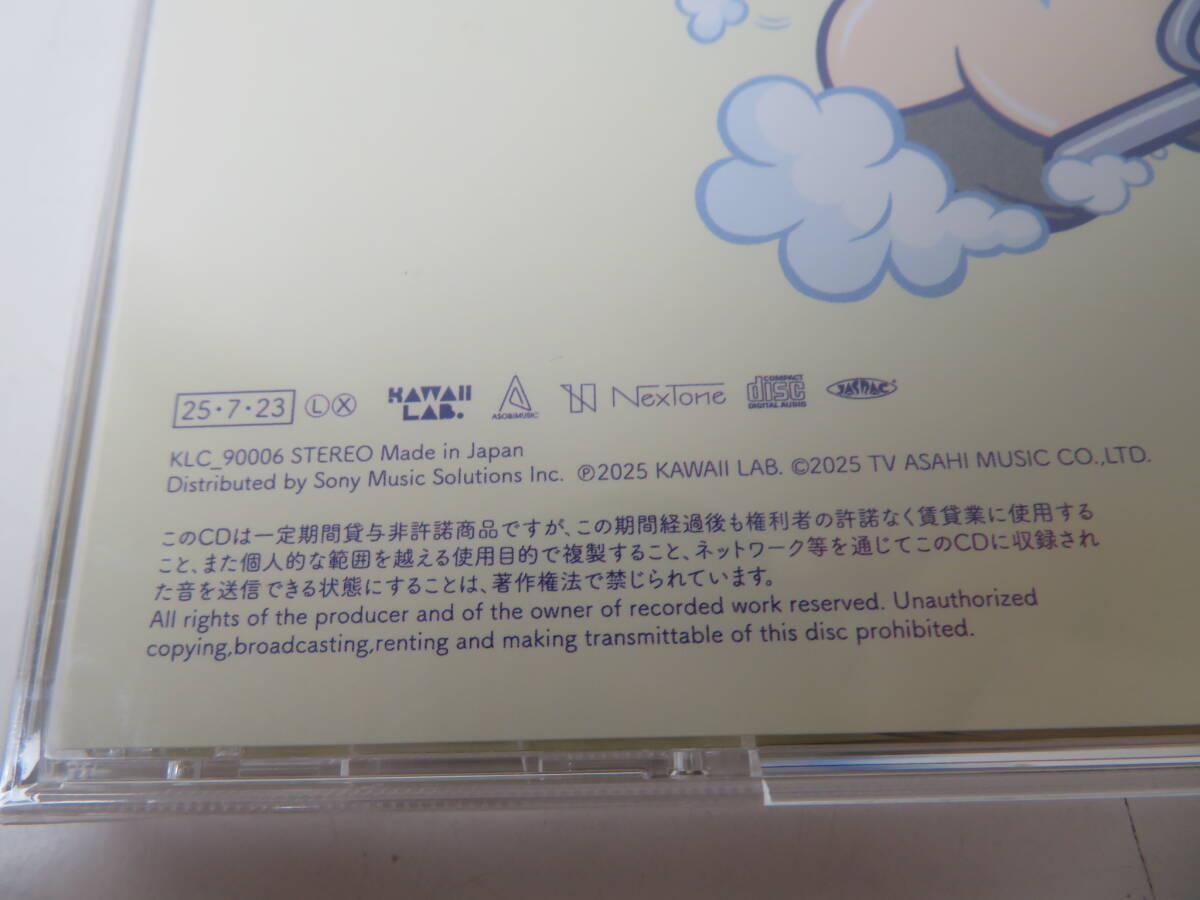 25・7・23 Ⓛ Ⓧ KAWAII LAB. ASOBIMUSIC NexTone COMPACT disc DIGITAL AUDIO JASRAC
KLC_90006 STEREO Made in Japan
Distributed by Sony Music Solutions Inc. ℗2025 KAWAII LAB. ©2025 TV ASAHI MUSIC CO.,LTD.
このCDは一定期間貸与非許諾商品ですが、この期間経過後も権利者の許諾なく賃貸業に使用する
こと、また個人的な範囲を越える使用目的で複製すること、ネットワーク等を通じてこのCDに収録され
た音を送信できる状態にすることは、著作権法で禁じられています。
All rights of the producer and of the owner of recorded work reserved. Unauthorized
copying,broadcasting,renting and making transmittable of this disc prohibited.